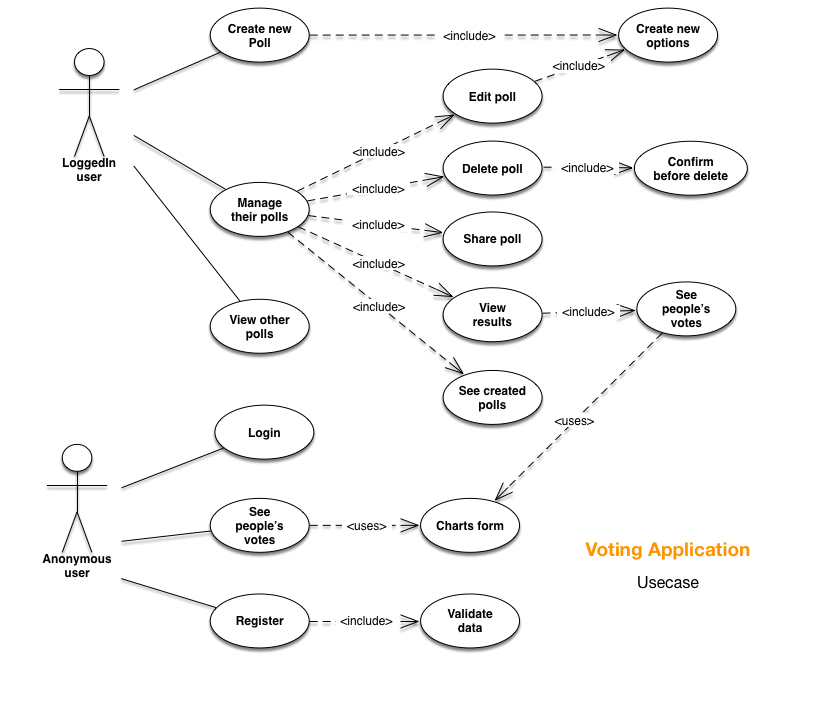 Create new
Poll
<include>
Create new
options
<include>
Edit poll
LoggedIn
user
<include>
Delete poll
<include>
Confirm
before delete
<include>
Manage
their polls
<include>
Share poll
<include>
View other
polls
<include>
View
results
<include>
See
people's
votes
See created
polls
<uses>
Login
Anonymous
user
See
people's
votes
<uses>
Charts form
Voting Application
Usecase
Register
<include>
Validate
data